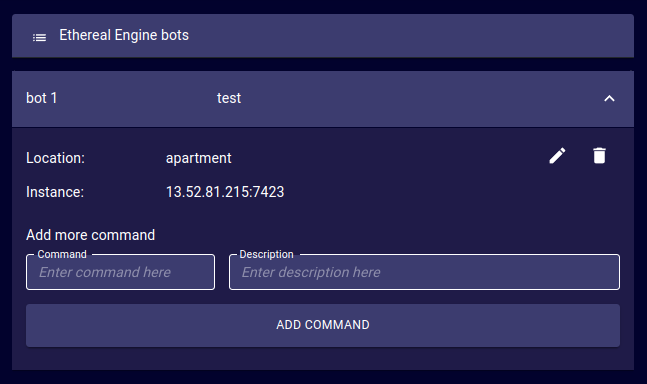 Ethereal Engine bots
bot 1 test
Location: apartment
Instance: 13.52.81.215:7423
Add more command
Command Description
Enter command here Enter description here
ADD COMMAND